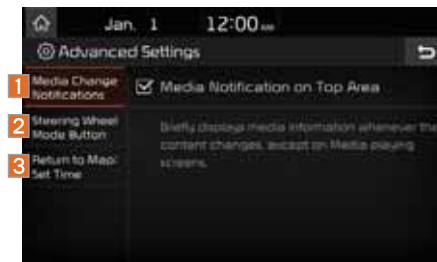 Jan. 1 12:00
Advanced Settings
1 Media Change
Notifications
Media Notification on Top Area
2 Steering Wheel
Mode Button
Briefly displays media information whenever the
content changes, except on Media playing
screens.
3 Return to Map:
Set Time